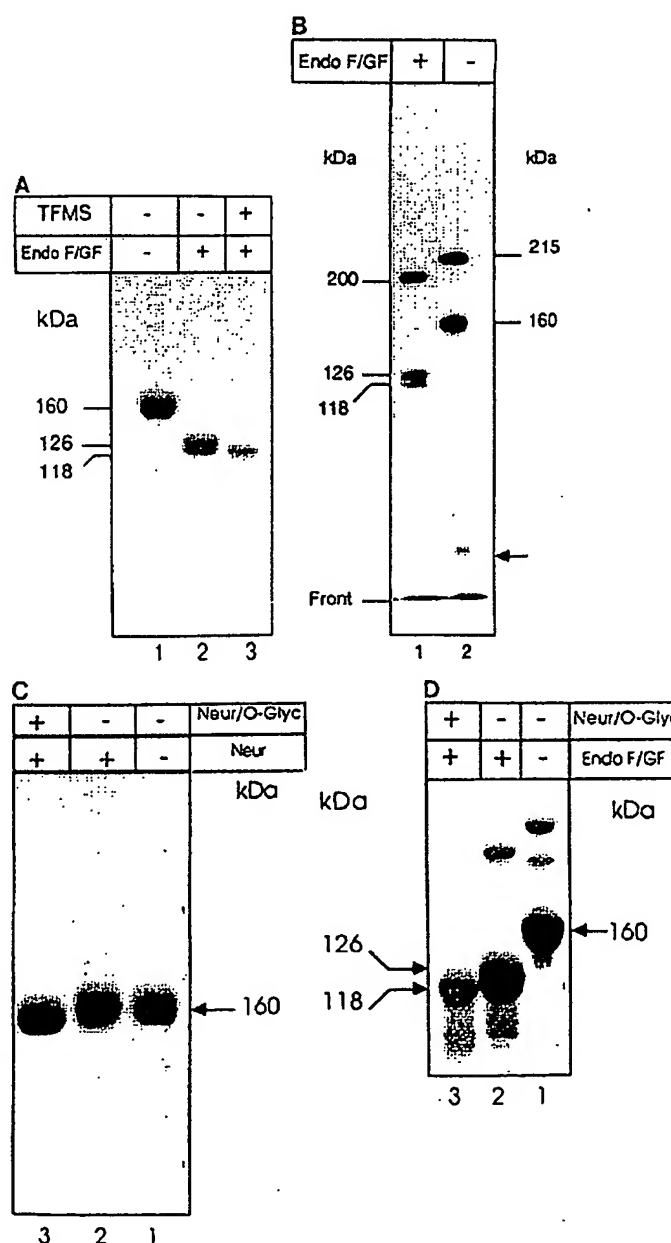 A
TFMS - - +
Endo F/GF - + +
kDa
160
126
118
1 2 3
B
Endo F/GF + -
kDa kDa
215
200
160
126
118
Front
1 2
C
+ - - Neur/O-Glyc
+ + - Neur
kDa
160
3 2 1
D
+ - - Neur/O-Glyc
+ + - Endo F/GF
kDa kDa
160
126
118
3 2 1